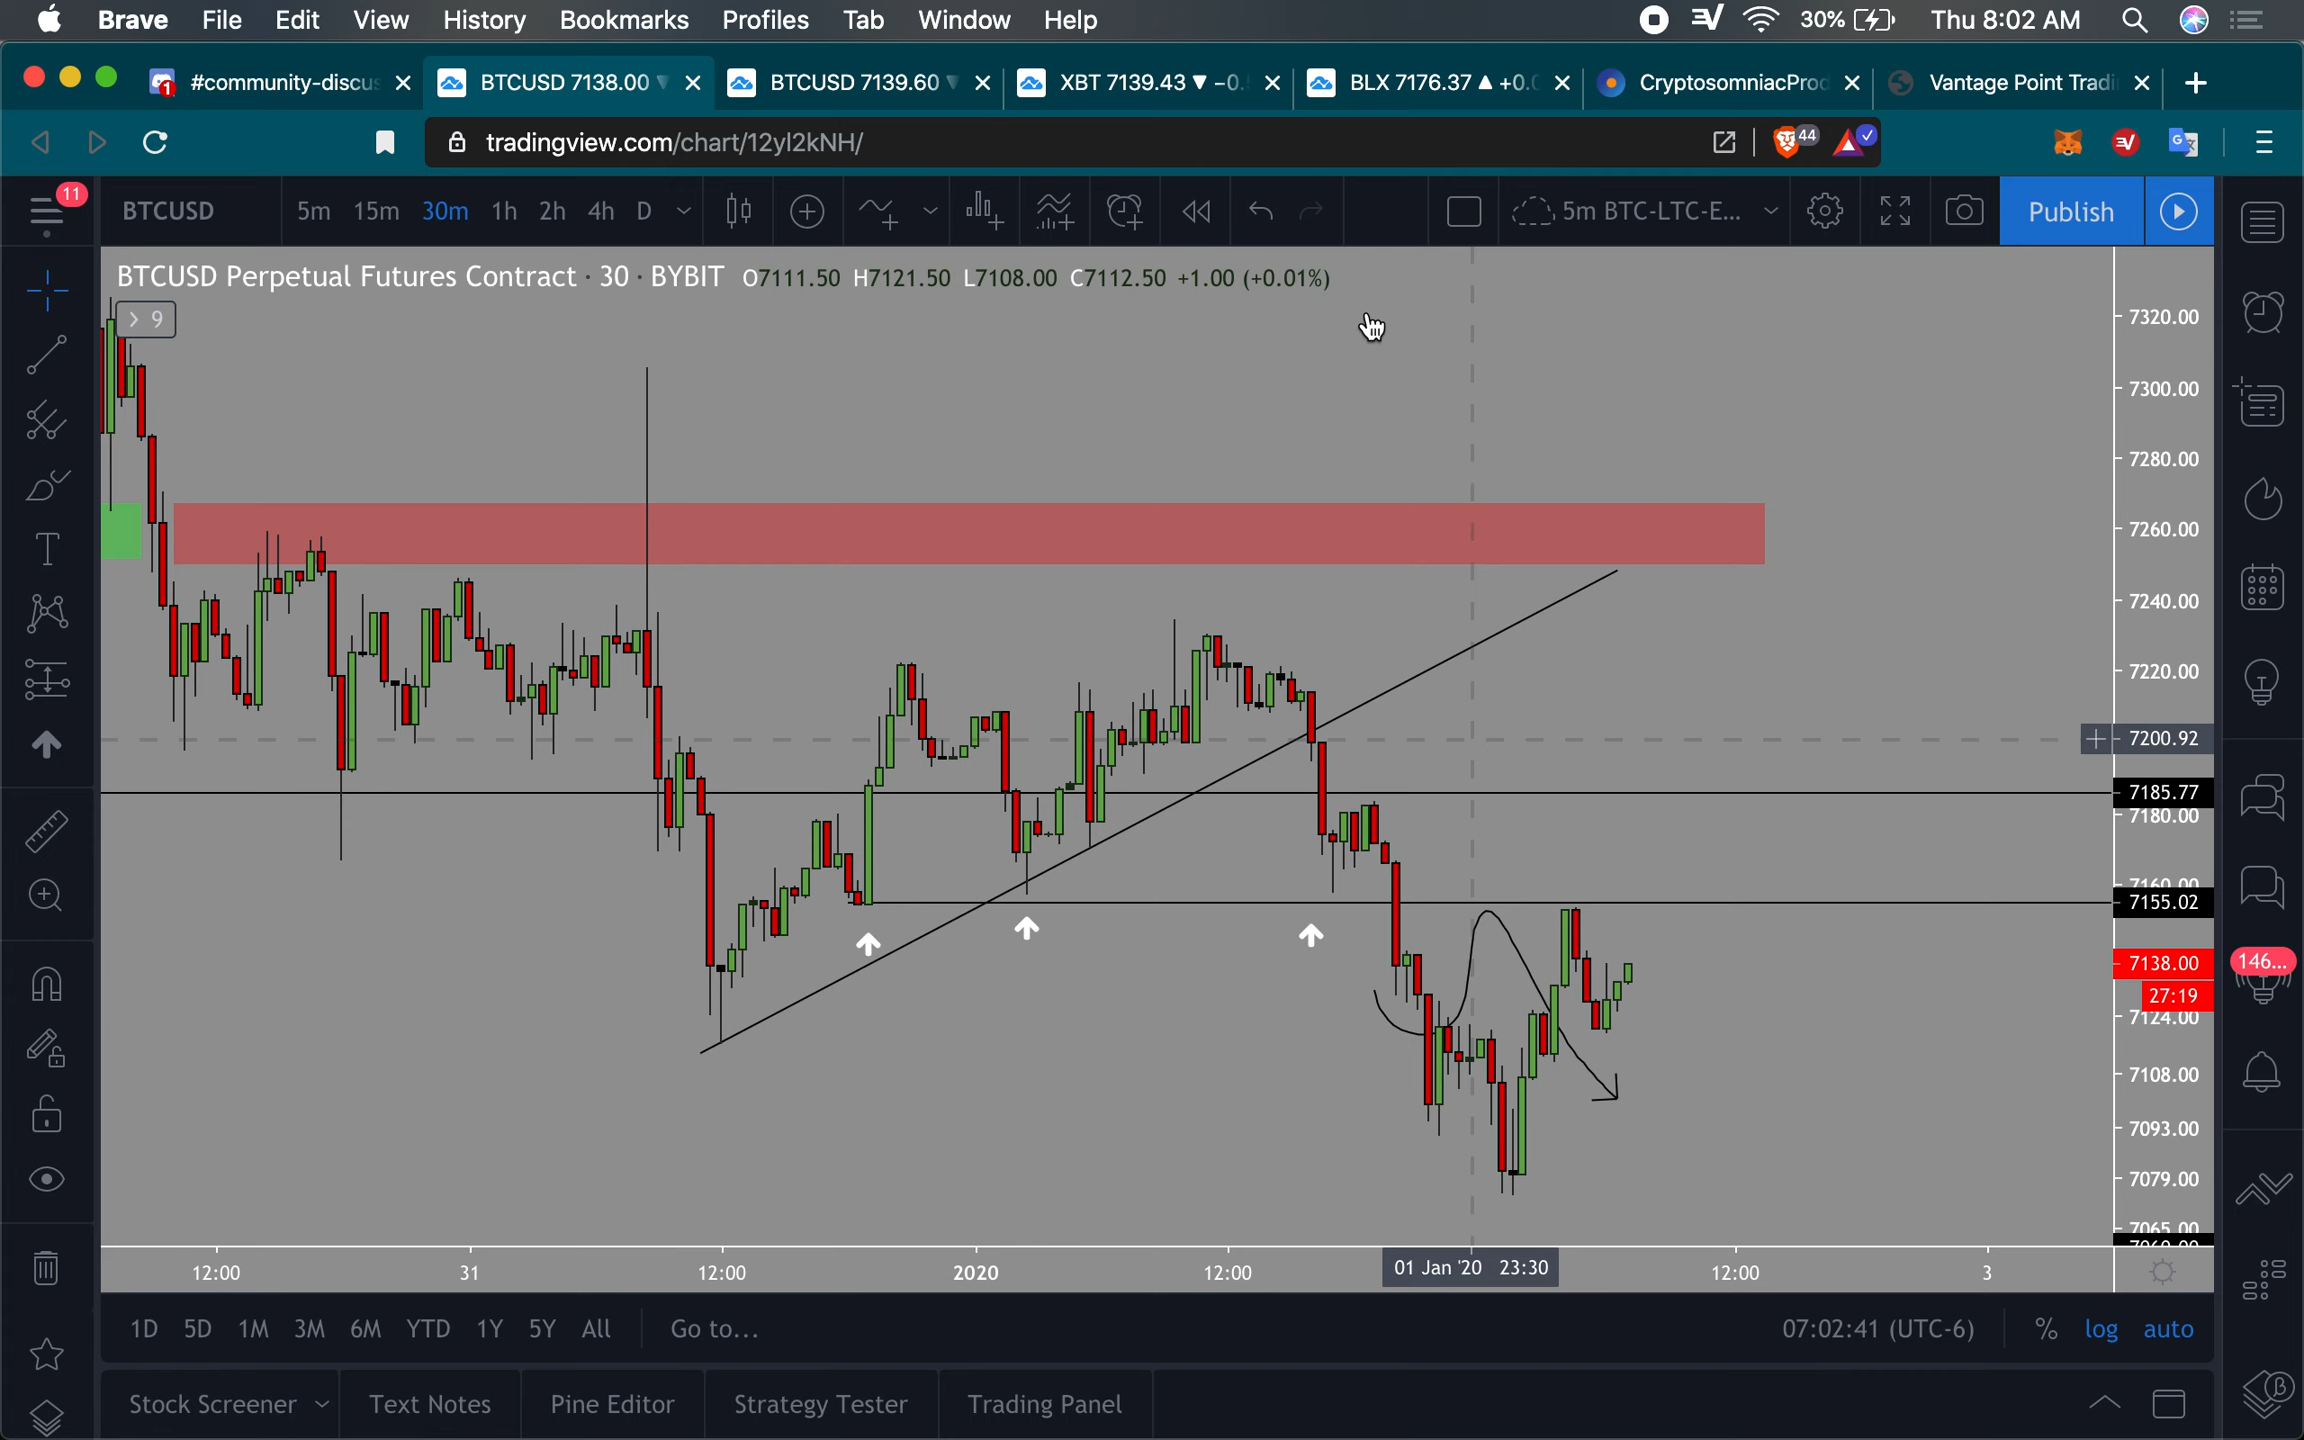 Brave File Edit View History Bookmarks Profiles Tab Window Help 30% Thu 8:02 AM
1 #community-discus BTCUSD 7138.00 ▼ BTCUSD 7139.60 ▼ XBT 7139.43 ▼ −0. BLX 7176.37 ▲ +0.0 CryptosomniacProd Vantage Point Tradi
tradingview.com/chart/12yl2kNH/ 44
11 BTCUSD 5m 15m 30m 1h 2h 4h D 5m BTC-LTC-E... Publish
BTCUSD Perpetual Futures Contract · 30 · BYBIT O7111.50 H7121.50 L7108.00 C7112.50 +1.00 (+0.01%)
9
7320.00
7300.00
7280.00
7260.00
7240.00
7220.00
7200.92
7185.77
7180.00
7160.00
7155.02
7138.00 146...
27:19
7124.00
7108.00
7093.00
7079.00
7065.00
12:00 31 12:00 2020 12:00 01 Jan '20 23:30 12:00 3
1D 5D 1M 3M 6M YTD 1Y 5Y All Go to... 07:02:41 (UTC-6) % log auto
Stock Screener Text Notes Pine Editor Strategy Tester Trading Panel